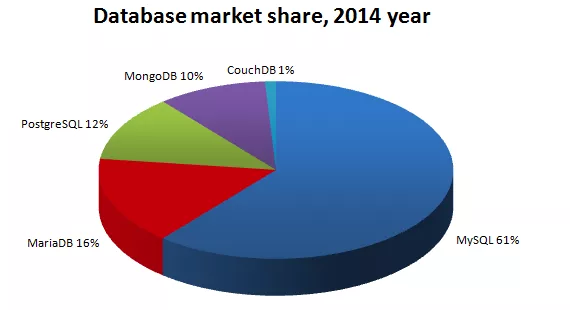 Database market share, 2014 year
CouchDB 1%
MongoDB 10%
PostgreSQL 12%
MariaDB 16%
MySQL 61%